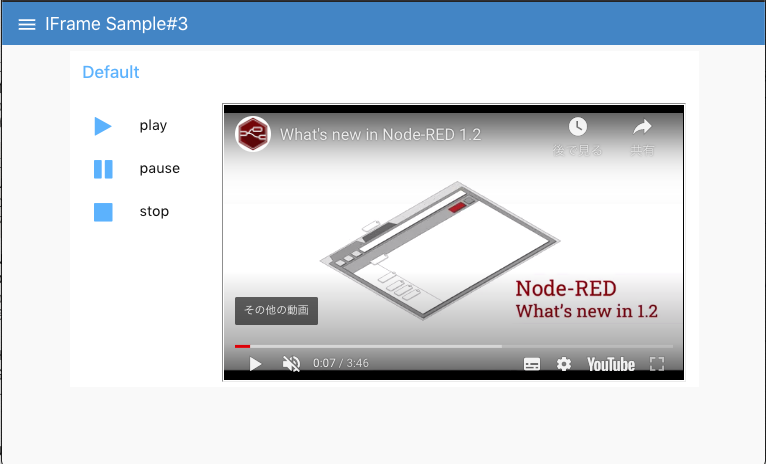 IFrame Sample#3
Default
play
pause
stop
What's new in Node-RED 1.2
後で見る
共有
Node-RED
What's new in 1.2
その他の動画
0:07 / 3:46
YouTube